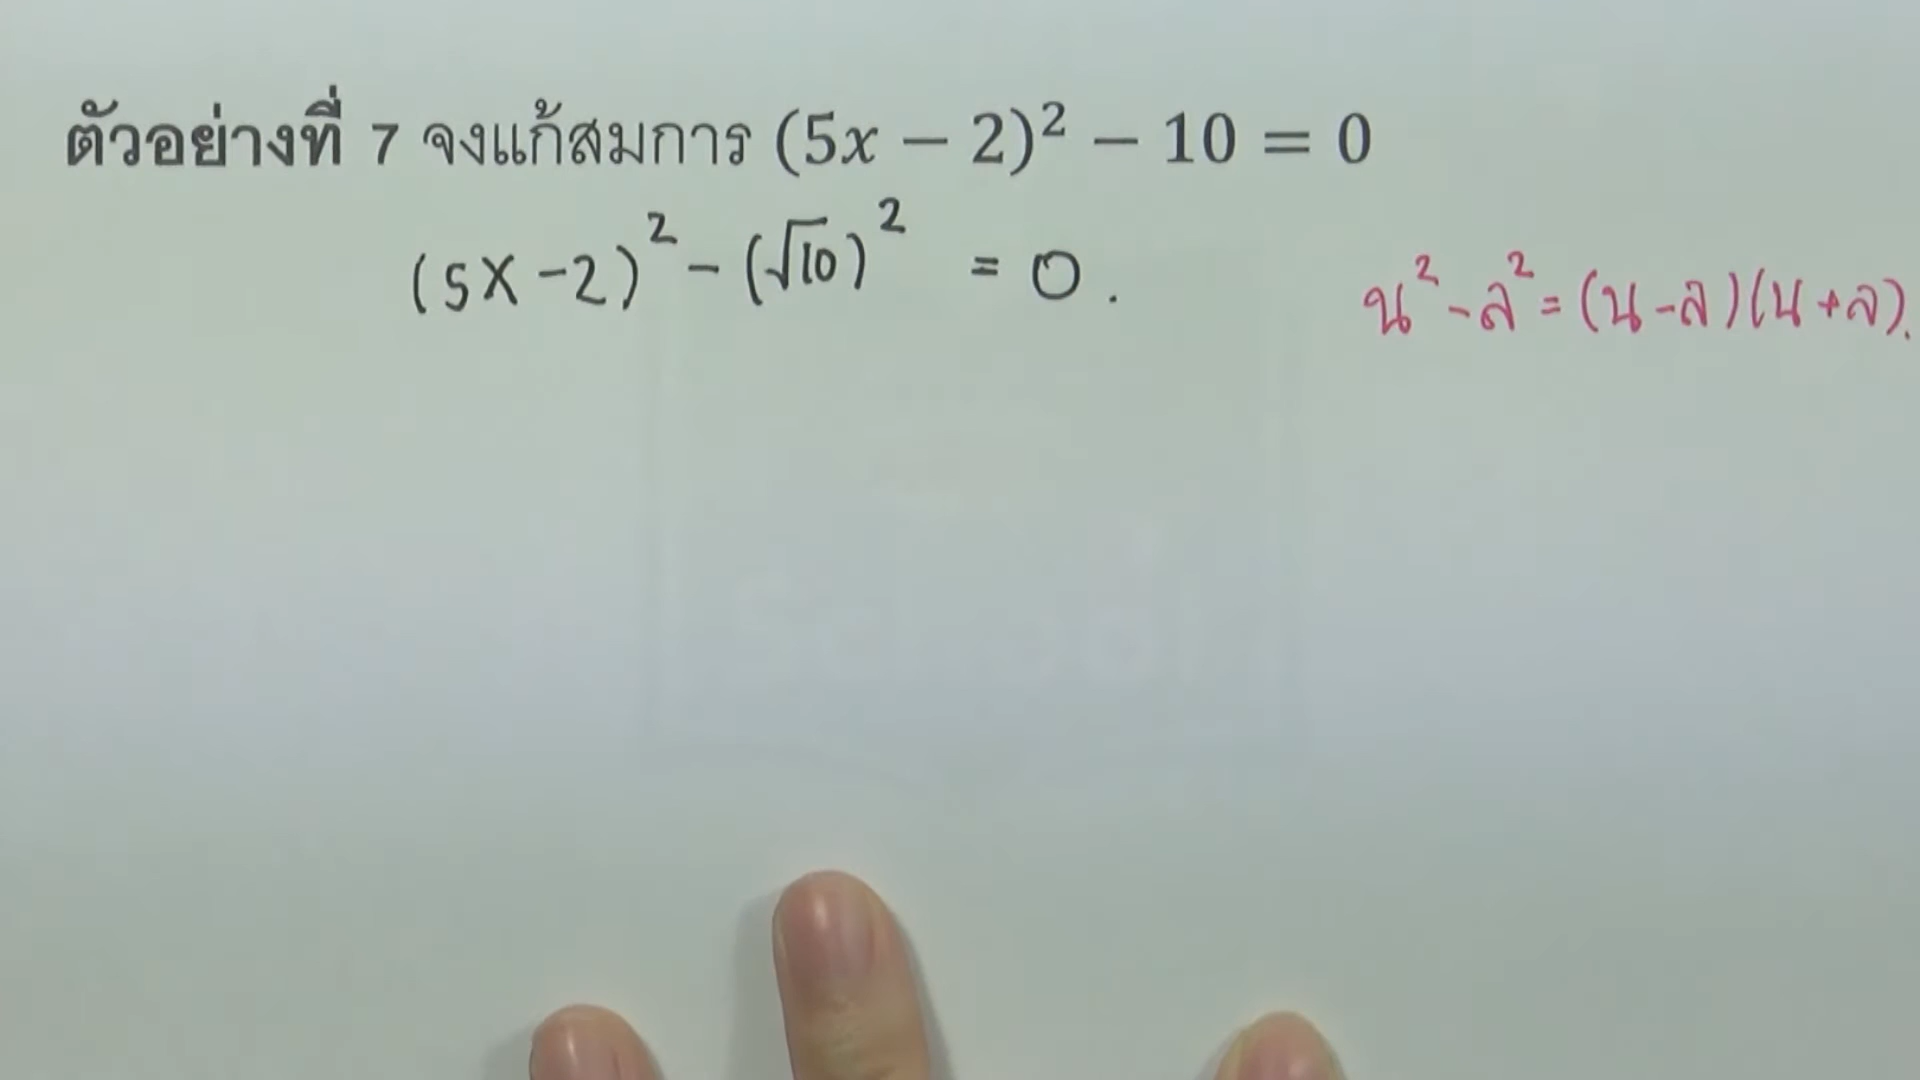 ตัวอย่างที่ 7 จงแก้สมการ (5x − 2)² − 10 = 0
(5x -2)² - (√10)² = 0.
น² - ล² = (น - ล)(น + ล).